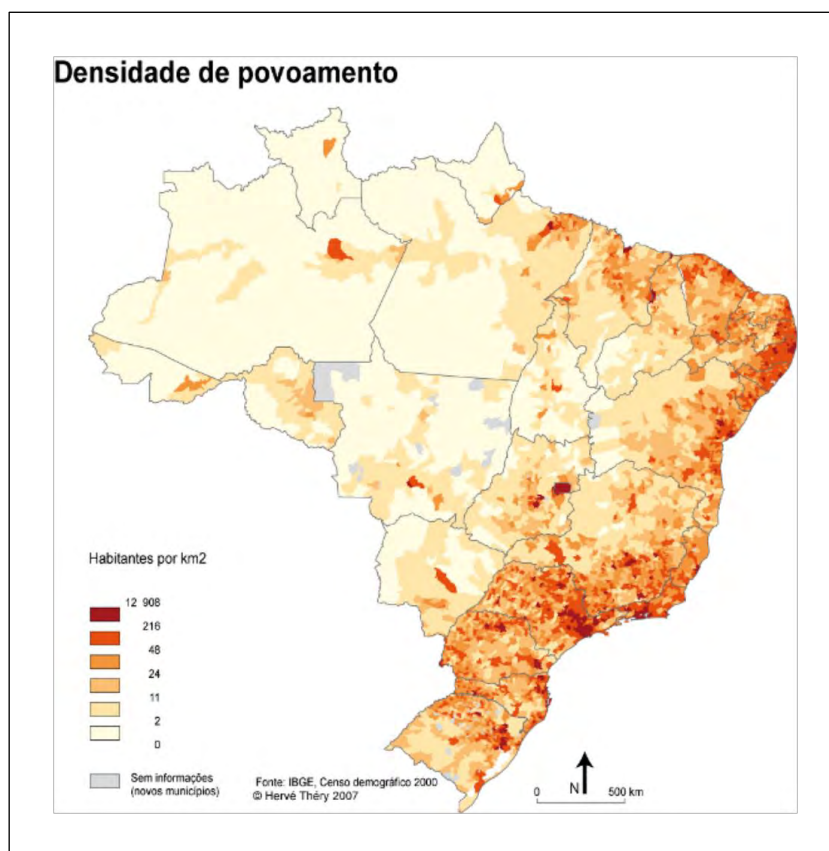 Densidade de povoamento
Habitantes por km2
12 908
216
48
24
11
2
0
Sem informações
(novos municípios)
Fonte: IBGE, Censo demográfico 2000
© Hervé Théry 2007
N
0 500 km